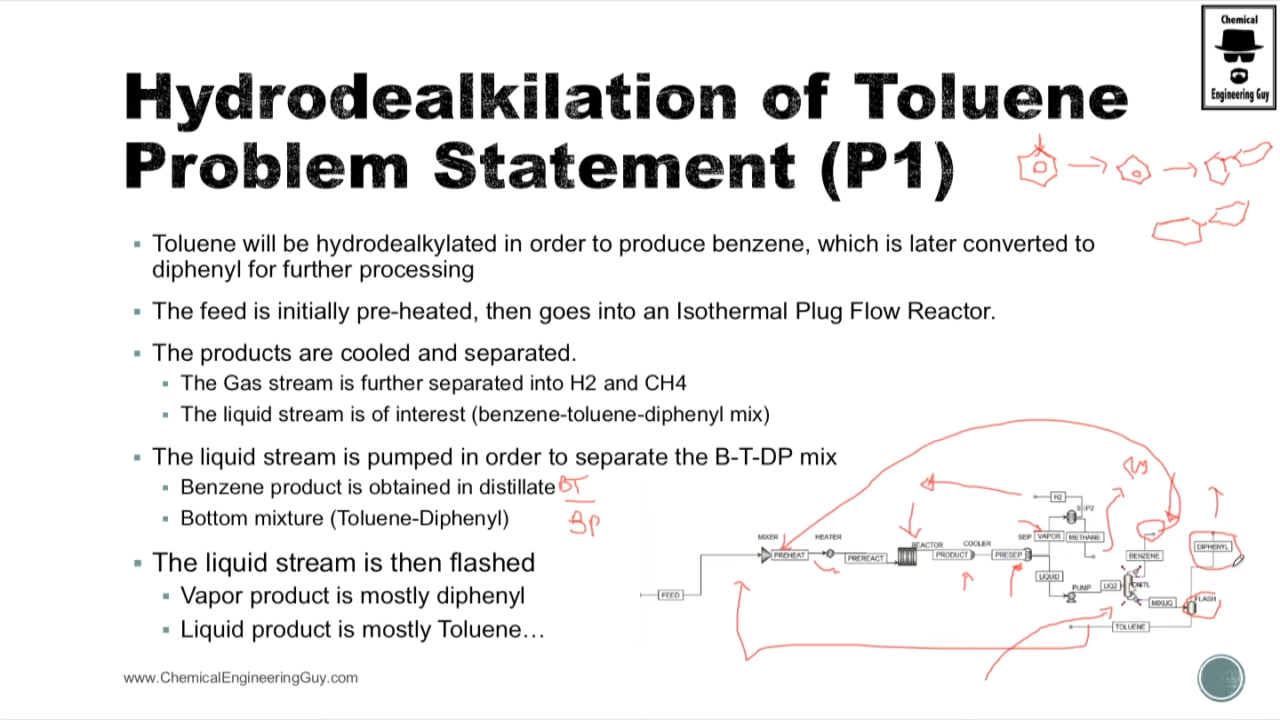 Chemical
Engineering Guy
Hydrodealkilation of Toluene
Problem Statement (P1)
Toluene will be hydrodealkylated in order to produce benzene, which is later converted to
diphenyl for further processing
The feed is initially pre-heated, then goes into an Isothermal Plug Flow Reactor.
The products are cooled and separated.
The Gas stream is further separated into H2 and CH4
The liquid stream is of interest (benzene-toluene-diphenyl mix)
The liquid stream is pumped in order to separate the B-T-DP mix
Benzene product is obtained in distillate BT
Bottom mixture (Toluene-Diphenyl) BP
The liquid stream is then flashed
Vapor product is mostly diphenyl
Liquid product is mostly Toluene…
H2
MIXER HEATER REACTOR COOLER SEP VAPOR METHANE
PREHEAT PREREACT PRODUCT PRESEP BENZENE DIPHENYL
LIQUID PUMP LIQ2
FEED MIXLIQ FLASH
TOLUENE
www.ChemicalEngineeringGuy.com